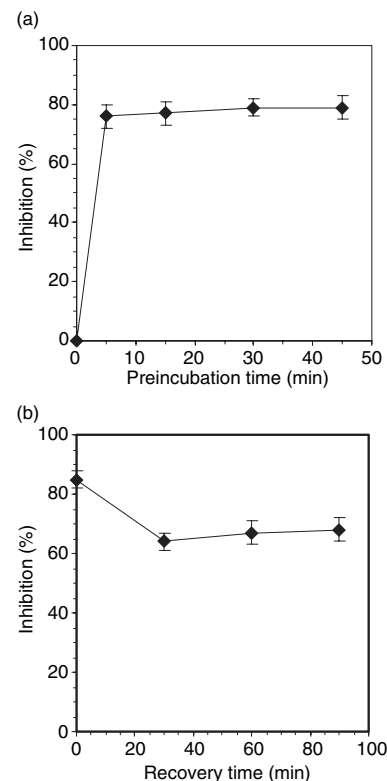 (a)
100
80
60
40
20
0
Inhibition (%)
0 10 20 30 40 50
Preincubation time (min)
(b)
100
80
60
40
20
0
Inhibition (%)
0 20 40 60 80 100
Recovery time (min)